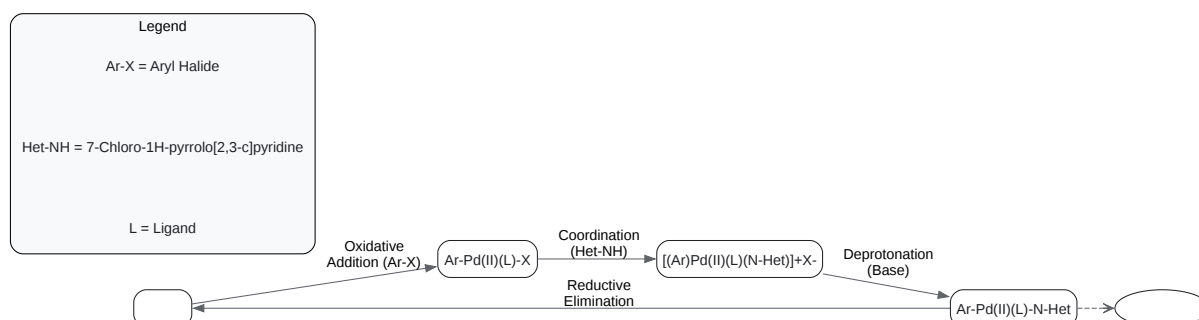 Legend
Ar-X = Aryl Halide
Het-NH = 7-Chloro-1H-pyrrolo[2,3-c]pyridine
L = Ligand
Oxidative
Addition (Ar-X)
Ar-Pd(II)(L)-X
Coordination
(Het-NH)
[(Ar)Pd(II)(L)(N-Het)]+X-
Deprotonation
(Base)
Reductive
Elimination
Ar-Pd(II)(L)-N-Het